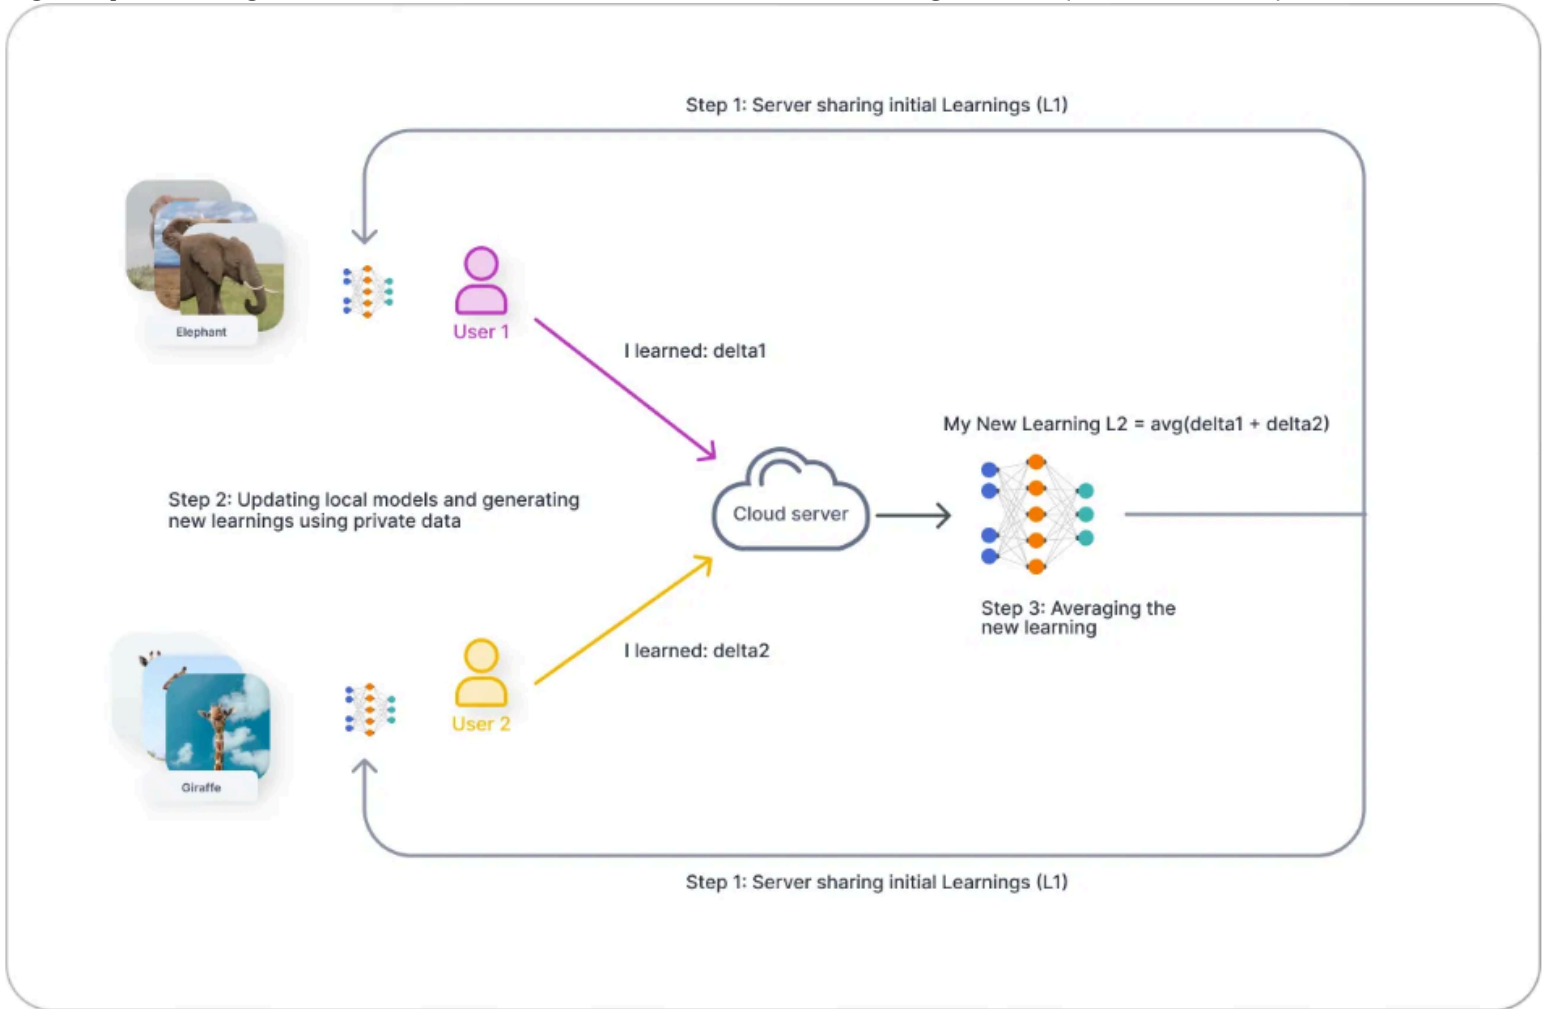 Step 1: Server sharing initial Learnings (L1)
Elephant
User 1
I learned: delta1
My New Learning L2 = avg(delta1 + delta2)
Step 2: Updating local models and generating
new learnings using private data
Cloud server
Step 3: Averaging the
new learning
I learned: delta2
User 2
Giraffe
Step 1: Server sharing initial Learnings (L1)